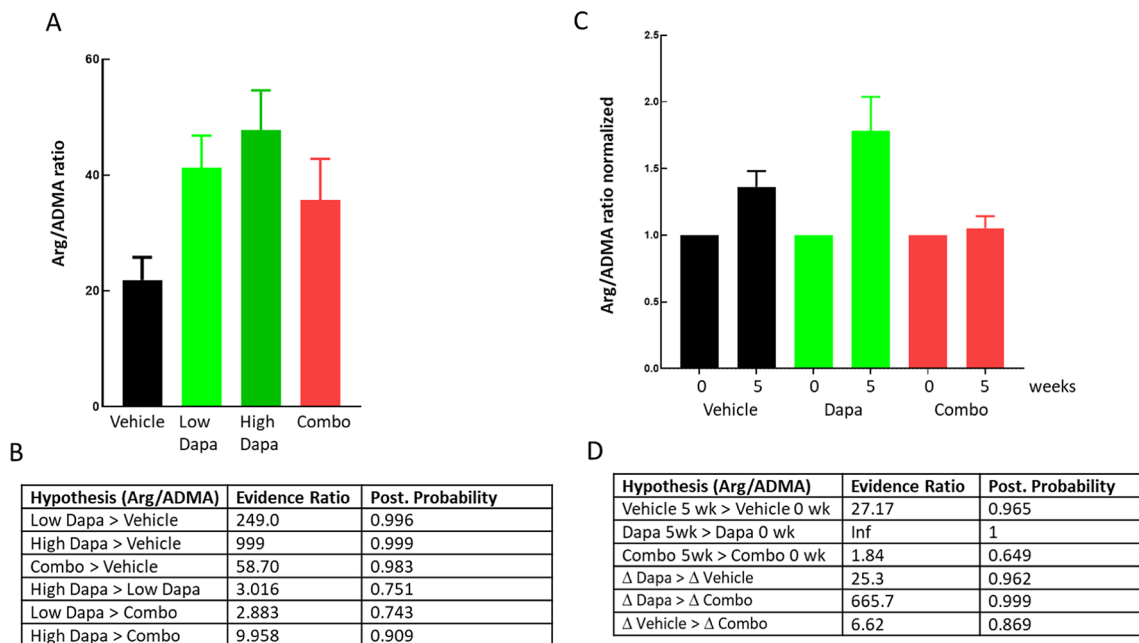 A
60
40
20
0
Arg/ADMA ratio
Vehicle Low Dapa High Dapa Combo
B
Hypothesis (Arg/ADMA) Evidence Ratio Post. Probability
Low Dapa > Vehicle 249.0 0.996
High Dapa > Vehicle 999 0.999
Combo > Vehicle 58.70 0.983
High Dapa > Low Dapa 3.016 0.751
Low Dapa > Combo 2.883 0.743
High Dapa > Combo 9.958 0.909
C
2.5
2.0
1.5
1.0
0.5
0.0
Arg/ADMA ratio normalized
0 5 0 5 0 5 weeks
Vehicle Dapa Combo
D
Hypothesis (Arg/ADMA) Evidence Ratio Post. Probability
Vehicle 5 wk > Vehicle 0 wk 27.17 0.965
Dapa 5wk > Dapa 0 wk Inf 1
Combo 5wk > Combo 0 wk 1.84 0.649
Δ Dapa > Δ Vehicle 25.3 0.962
Δ Dapa > Δ Combo 665.7 0.999
Δ Vehicle > Δ Combo 6.62 0.869